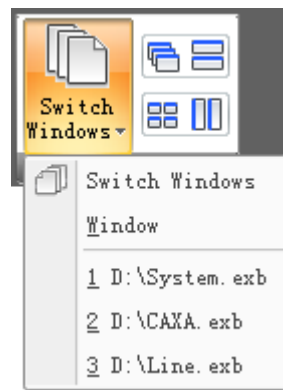 Switch
Windows
Switch Windows
Window
1 D:\System.exb
2 D:\CAXA.exb
3 D:\Line.exb